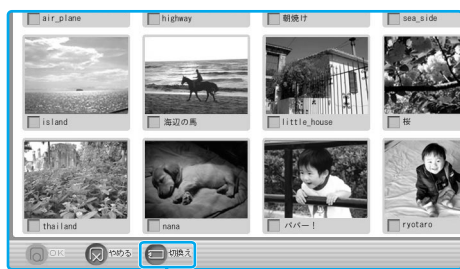 air_plane
highway
朝焼け
sea_side
island
海辺の馬
little_house
桜
thailand
nana
パパー!
ryotaro
OK
やめる
切換え